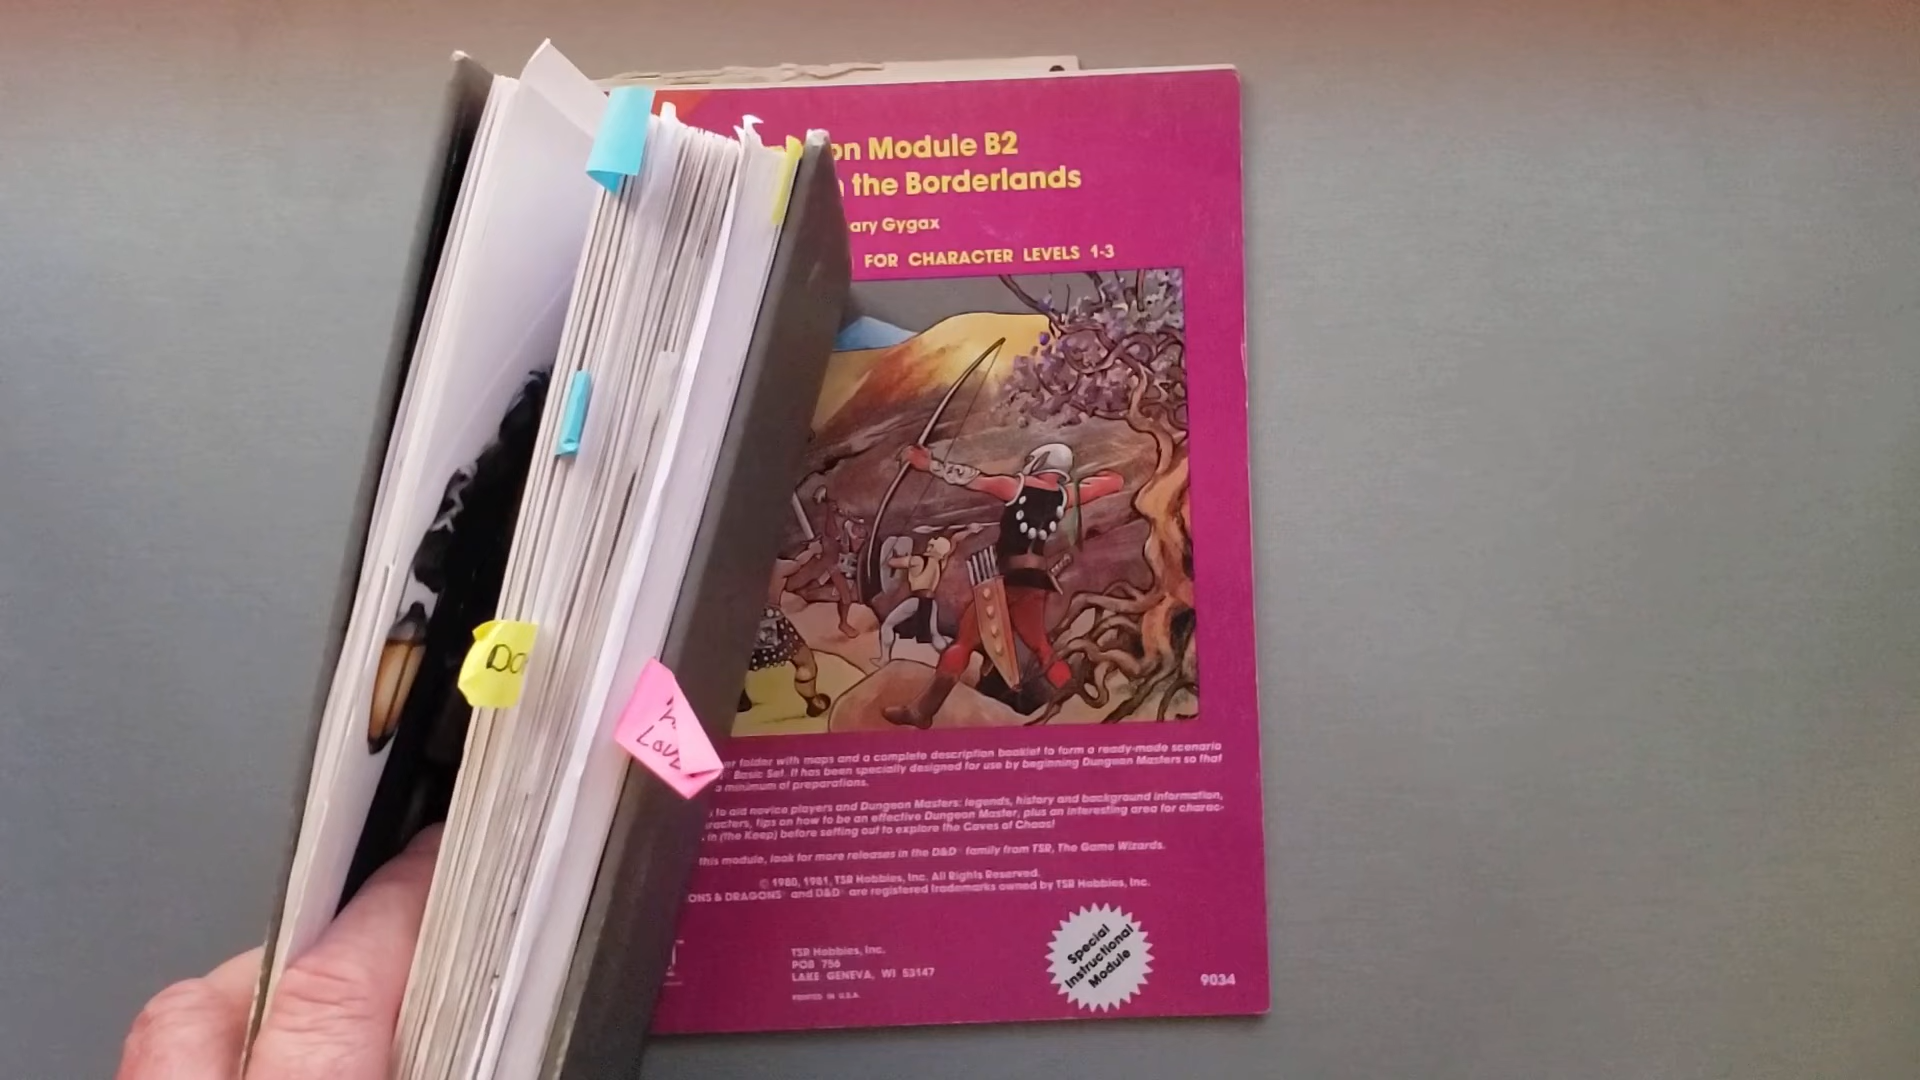 on Module B2
the Borderlands
ary Gygax
FOR CHARACTER LEVELS 1-3
Do
Love
er folder with maps and a complete description booklet to form a ready-made scenario
Basic Set. It has been specially designed for use by beginning Dungeon Masters so that
a minimum of preparations.
to aid novice players and Dungeon Masters: legends, history and background information,
racters, tips on how to be an effective Dungeon Master, plus an interesting area for charac-
in (the Keep) before setting out to explore the Caves of Chaos!
this module, look for more releases in the D&D® family from TSR, The Game Wizards.
© 1980, 1981, TSR Hobbies, Inc. All Rights Reserved.
ONS & DRAGONS® and D&D® are registered trademarks owned by TSR Hobbies, Inc.
TSR Hobbies, Inc.
POB 756
LAKE GENEVA, WI 53147
PRINTED IN U.S.A.
Special
Instructional
Module
9034